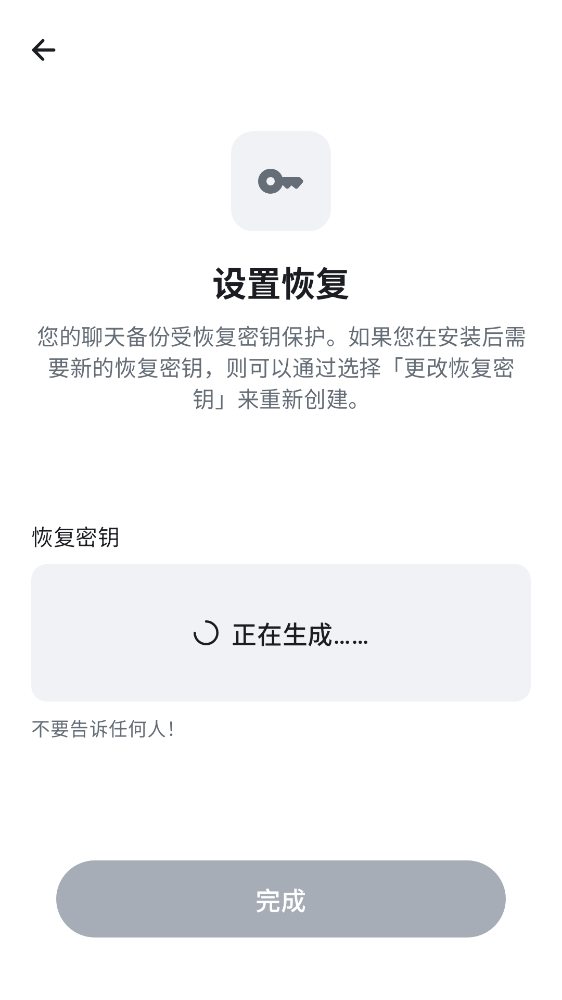 设置恢复
您的聊天备份受恢复密钥保护。如果您在安装后需
要新的恢复密钥，则可以通过选择「更改恢复密
钥」来重新创建。
恢复密钥
正在生成……
不要告诉任何人！
完成